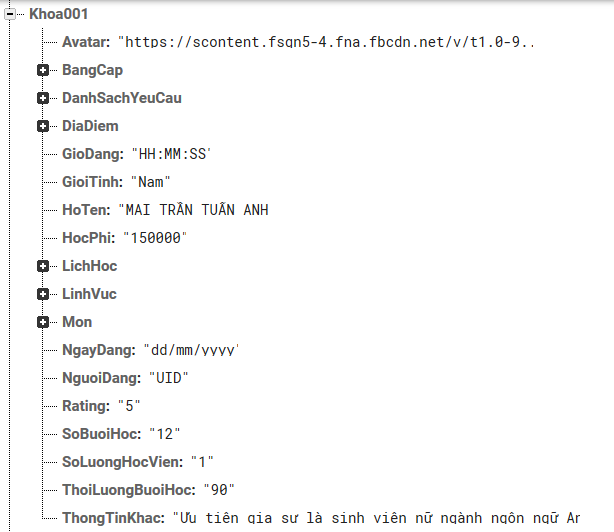 Khoa001
Avatar: "https://scontent.fsgn5-4.fna.fbcdn.net/v/t1.0-9..
BangCap
DanhSachYeuCau
DiaDiem
GioDang: "HH:MM:SS"
GioiTinh: "Nam"
HoTen: "MAI TRẦN TUẤN ANH
HocPhi: "150000"
LichHoc
LinhVuc
Mon
NgayDang: "dd/mm/yyyy"
NguoiDang: "UID"
Rating: "5"
SoBuoiHoc: "12"
SoLuongHocVien: "1"
ThoiLuongBuoiHoc: "90"
ThongTinKhac: "Ưu tiên gia sư là sinh viên nữ ngành ngôn ngữ An